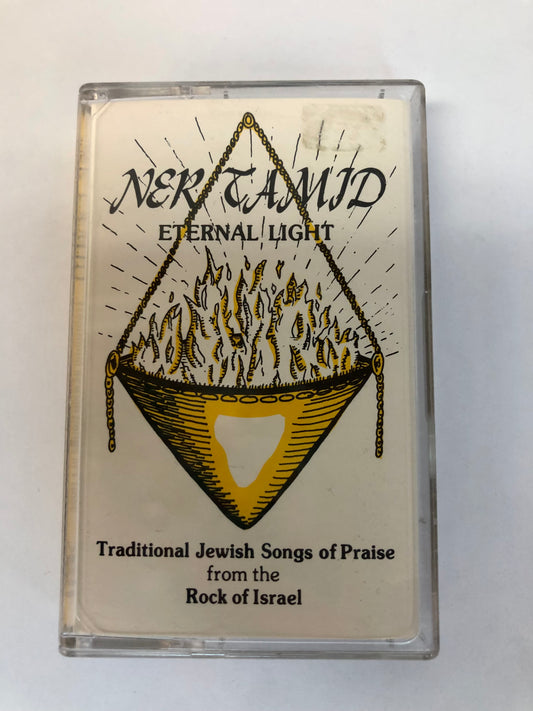 NER TAMID
ETERNAL LIGHT
Traditional Jewish Songs of Praise
from the
Rock of Israel